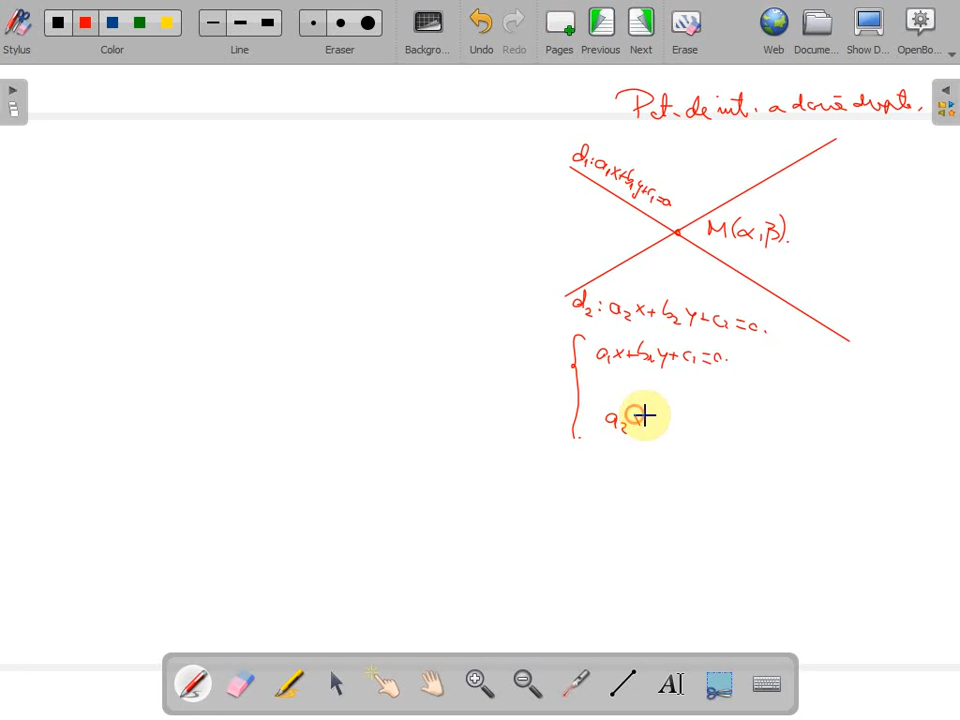 Stylus Color Line Eraser Backgro... Undo Redo Pages Previous Next Erase Web Docume... Show D... OpenBo...
Pct. de int. a două drepte.
d₁: a₁x+b₁y+c₁=0
M(α,β).
d₂: a₂x+b₂y+c₂=0.
a₁x+b₁y+c₁=0.
a₂x